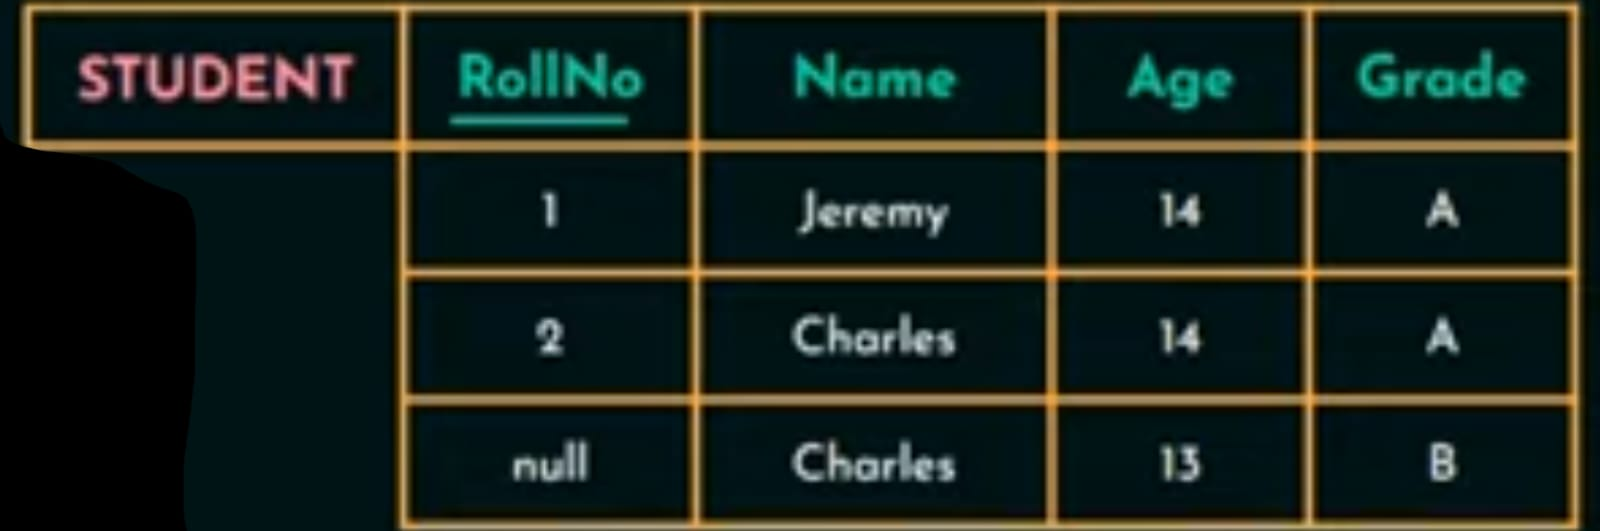 STUDENT RollNo Name Age Grade
1 Jeremy 14 A
2 Charles 14 A
null Charles 13 B